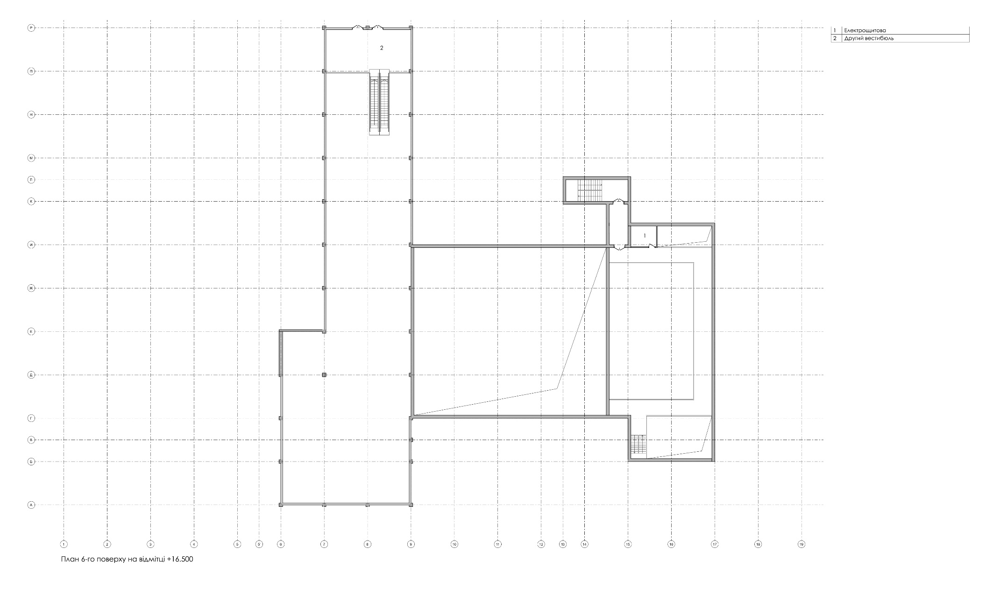 Р
1 Електрощитова
2 Другий вестибюль
2
П
Н
М
Л
К
1
И
Ж
Е
Д
Г
В
Б
А
1 2 3 4 5 5' 6 7 8 9 10 11 12 13 14 15 16 17 18 19
План 6-го поверху на відмітці +16.500